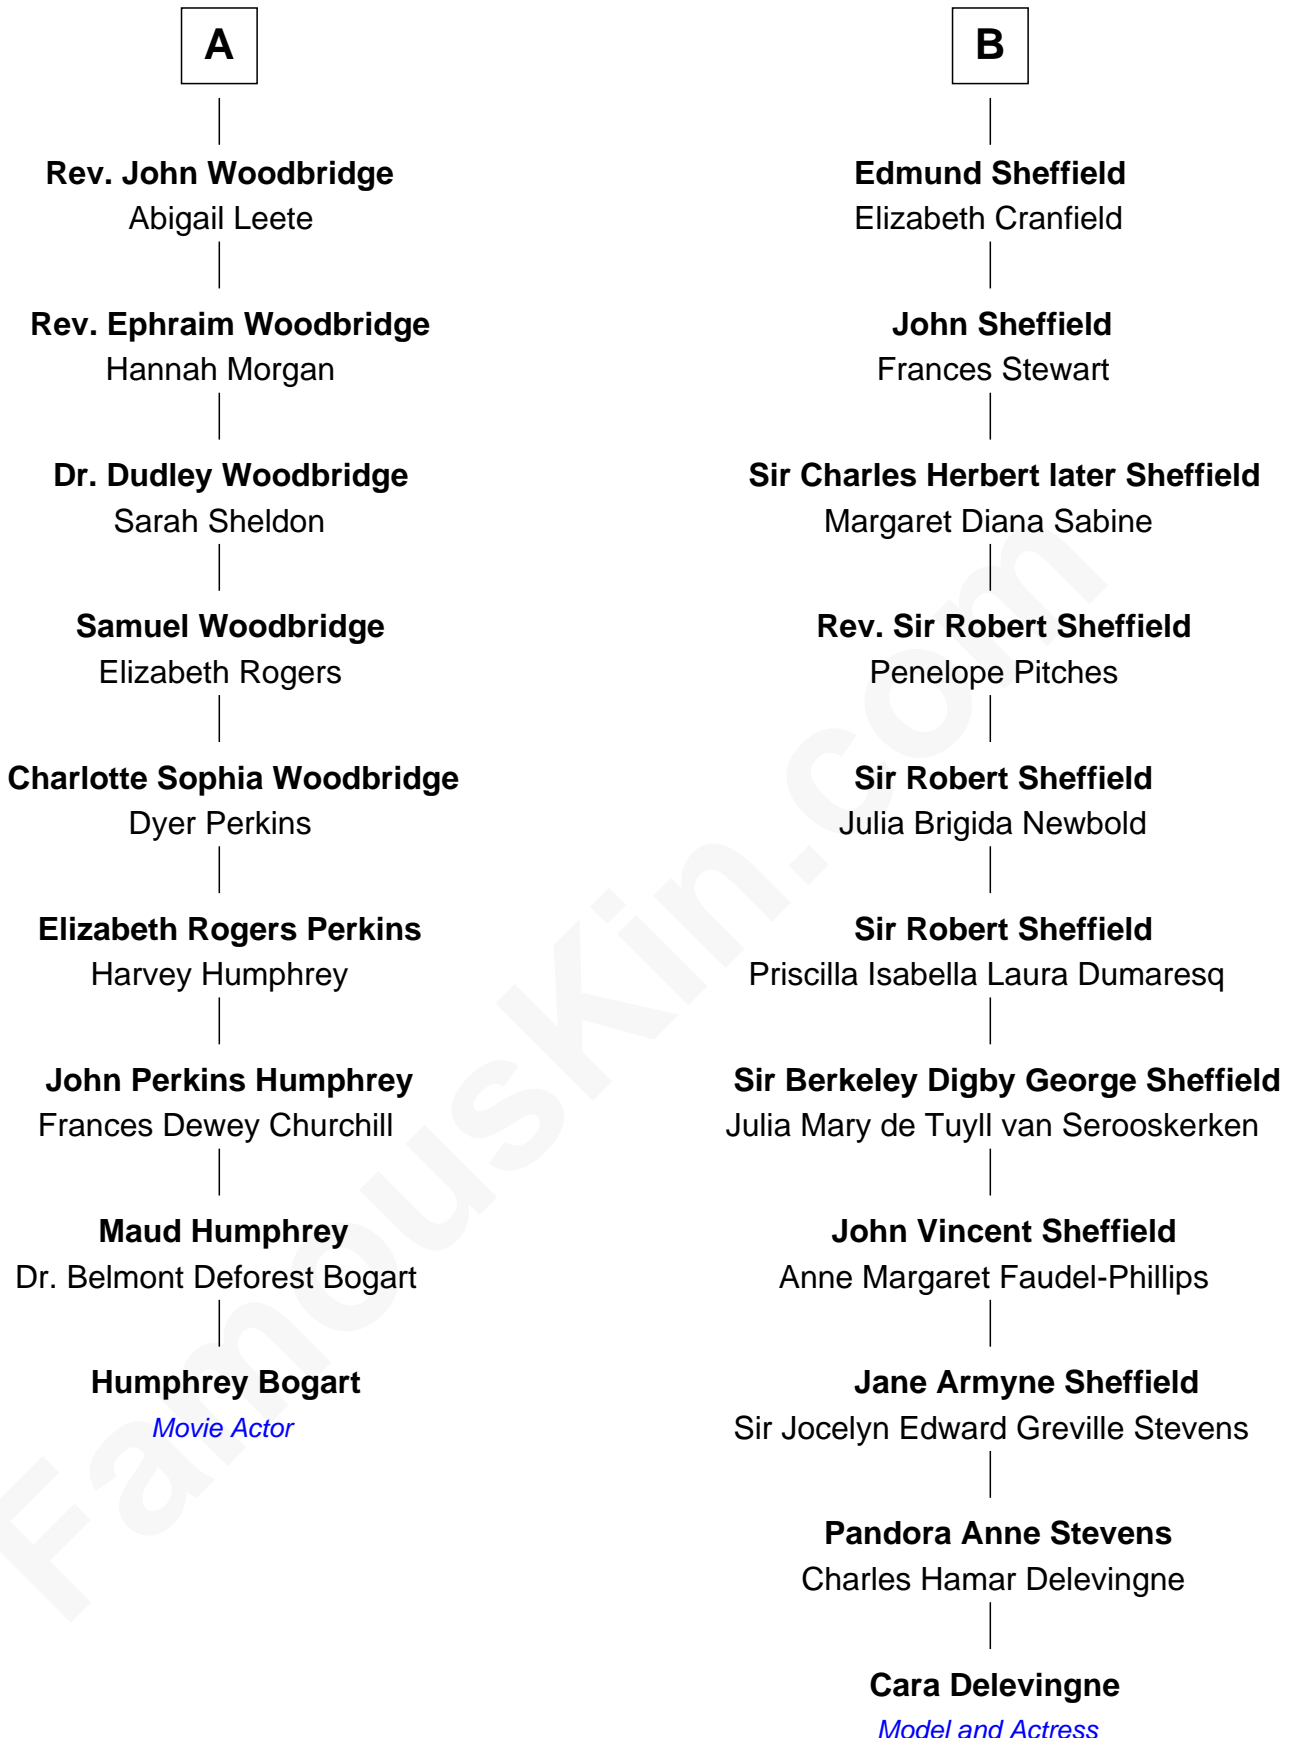 A
Rev. John Woodbridge
Abigail Leete
Rev. Ephraim Woodbridge
Hannah Morgan
Dr. Dudley Woodbridge
Sarah Sheldon
Samuel Woodbridge
Elizabeth Rogers
Charlotte Sophia Woodbridge
Dyer Perkins
Elizabeth Rogers Perkins
Harvey Humphrey
John Perkins Humphrey
Frances Dewey Churchill
Maud Humphrey
Dr. Belmont Deforest Bogart
Humphrey Bogart
Movie Actor
B
Edmund Sheffield
Elizabeth Cranfield
John Sheffield
Frances Stewart
Sir Charles Herbert later Sheffield
Margaret Diana Sabine
Rev. Sir Robert Sheffield
Penelope Pitches
Sir Robert Sheffield
Julia Brigida Newbold
Sir Robert Sheffield
Priscilla Isabella Laura Dumaresq
Sir Berkeley Digby George Sheffield
Julia Mary de Tuyll van Serooskerken
John Vincent Sheffield
Anne Margaret Faudel-Phillips
Jane Armyne Sheffield
Sir Jocelyn Edward Greville Stevens
Pandora Anne Stevens
Charles Hamar Delevingne
Cara Delevingne
Model and Actress
FamousKin.com